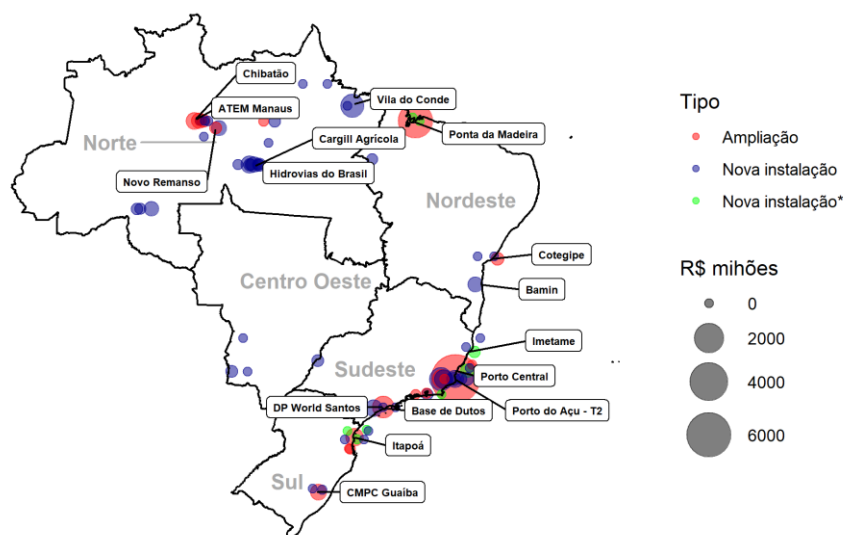 Chibatão
ATEM Manaus
Vila do Conde
Ponta da Madeira
Norte
Cargill Agrícola
Novo Remanso
Hidrovias do Brasil
Nordeste
Cotegipe
Centro Oeste
Bamin
Imetame
Sudeste
Porto Central
DP World Santos
Base de Dutos
Porto do Açu - T2
Itapoá
Sul
CMPC Guaíba
Tipo
Ampliação
Nova instalação
Nova instalação*
R$ mihões
0
2000
4000
6000